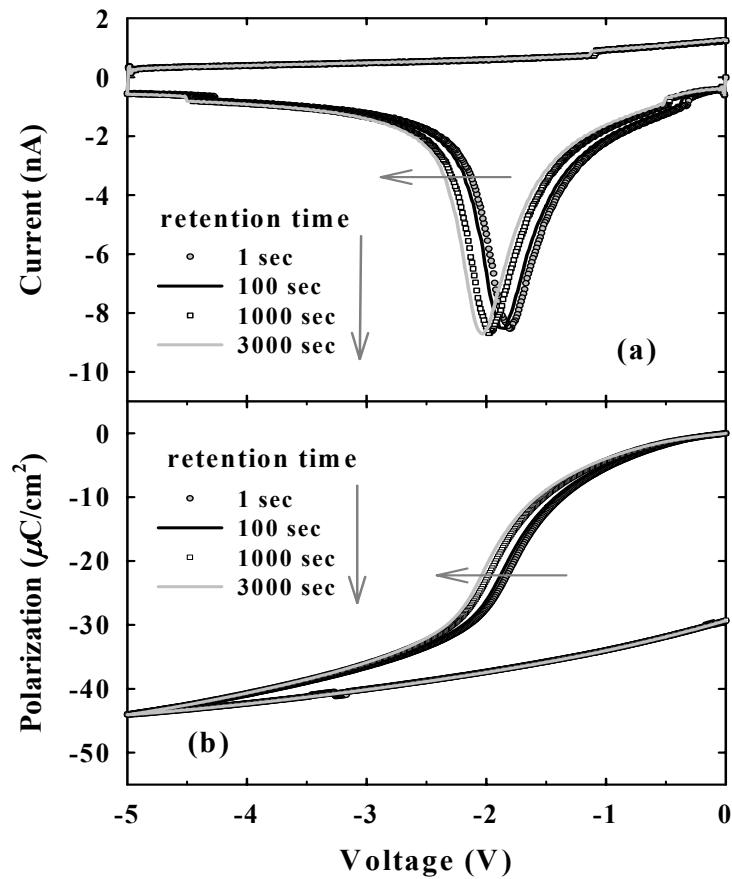 2
0
-2
-4
-6
-8
-10
Current (nA)
retention time
1 sec
100 sec
1000 sec
3000 sec
(a)
0
-10
-20
-30
-40
-50
Polarization (μC/cm²)
retention time
1 sec
100 sec
1000 sec
3000 sec
(b)
-5 -4 -3 -2 -1 0
Voltage (V)